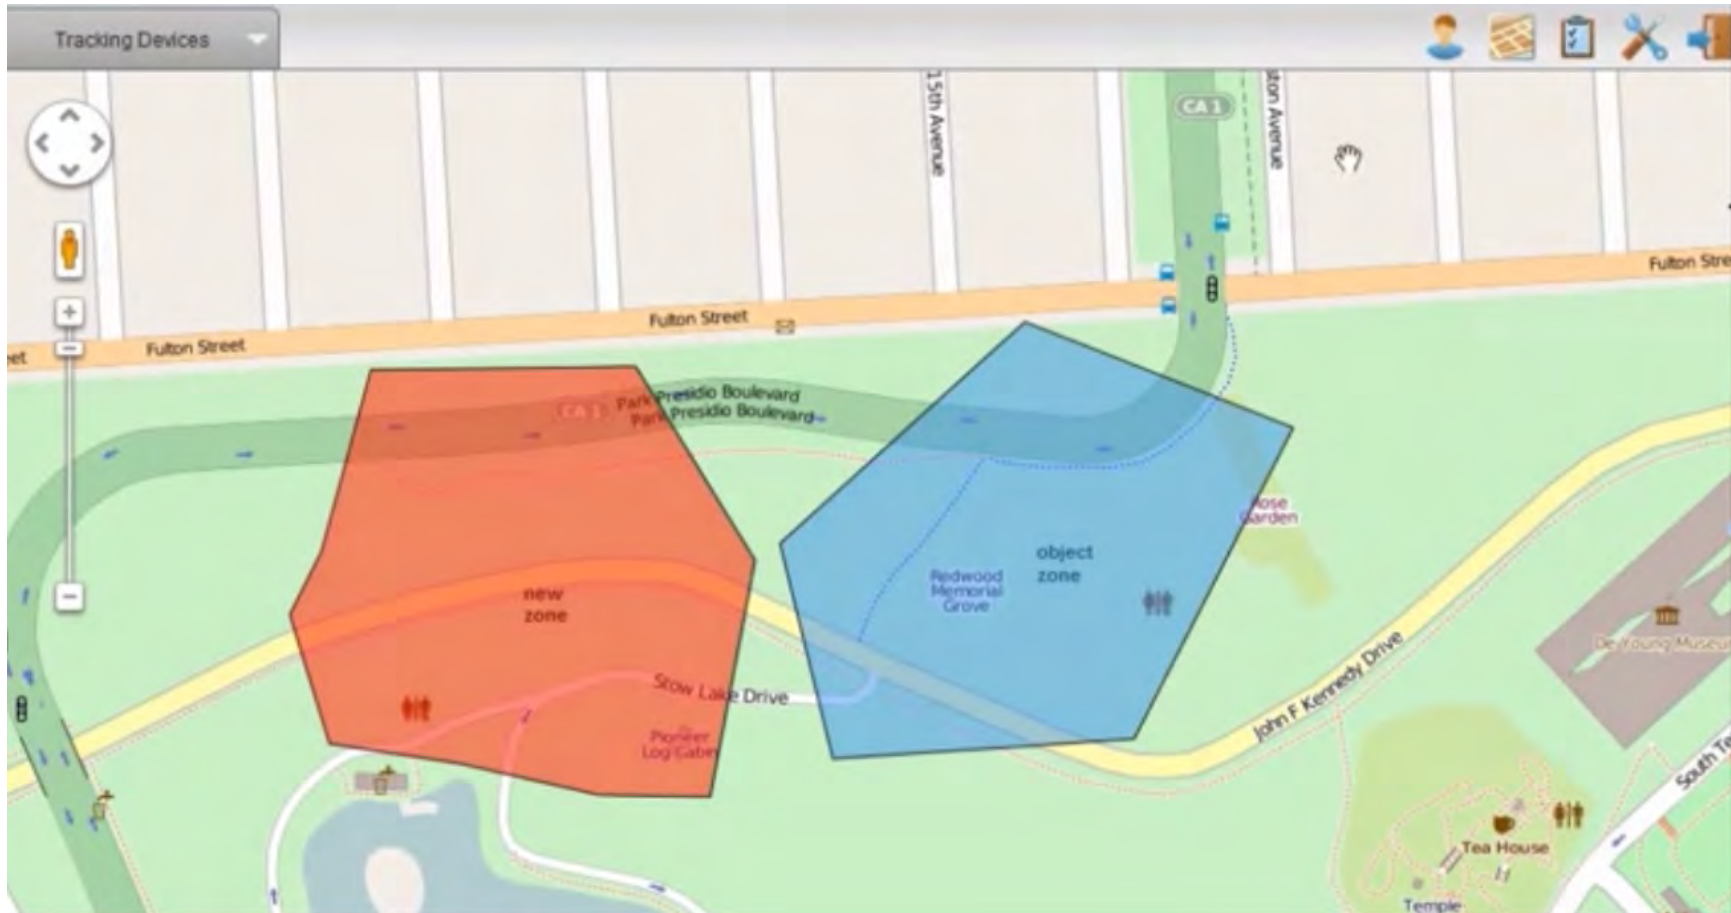 Tracking Devices
CA 1
15th Avenue
ston Avenue
Fulton Stre
Fulton Street
Fulton Street
eet
Park Presidio Boulevard
Park Presidio Boulevard
CA 1
Rose
Garden
object
zone
Redwood
Memorial
Grove
new
zone
De Young Museu
Stow Lake Drive
John F Kennedy Drive
Pioneer
Log Cabin
South Te
Tea House
Temple